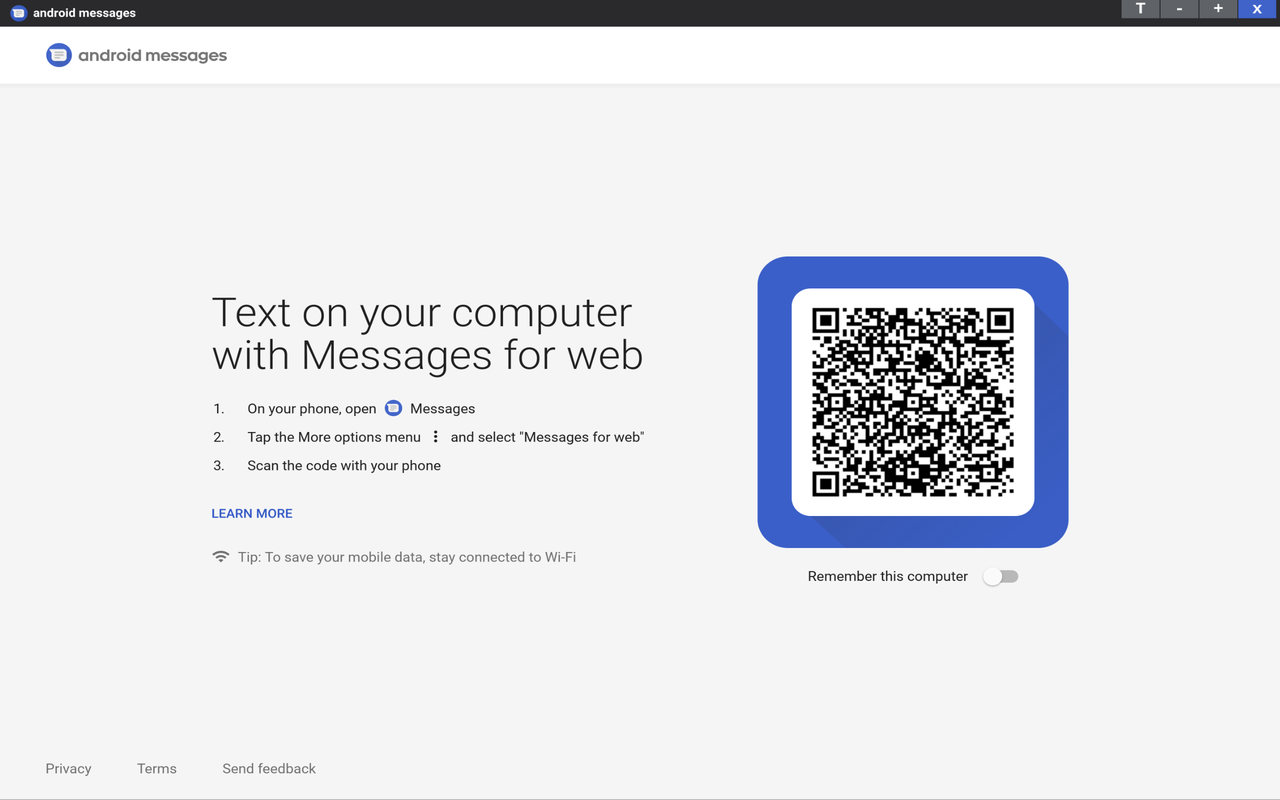 android messages
T - + X
android messages
Text on your computer
with Messages for web
1. On your phone, open Messages
2. Tap the More options menu and select "Messages for web"
3. Scan the code with your phone
LEARN MORE
Tip: To save your mobile data, stay connected to Wi-Fi
Remember this computer
Privacy Terms Send feedback